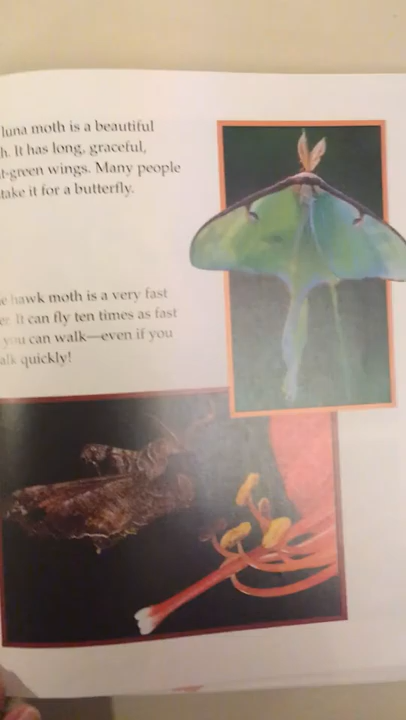 luna moth is a beautiful
h. It has long, graceful,
t-green wings. Many people
take it for a butterfly.
e hawk moth is a very fast
er. It can fly ten times as fast
you can walk—even if you
alk quickly!